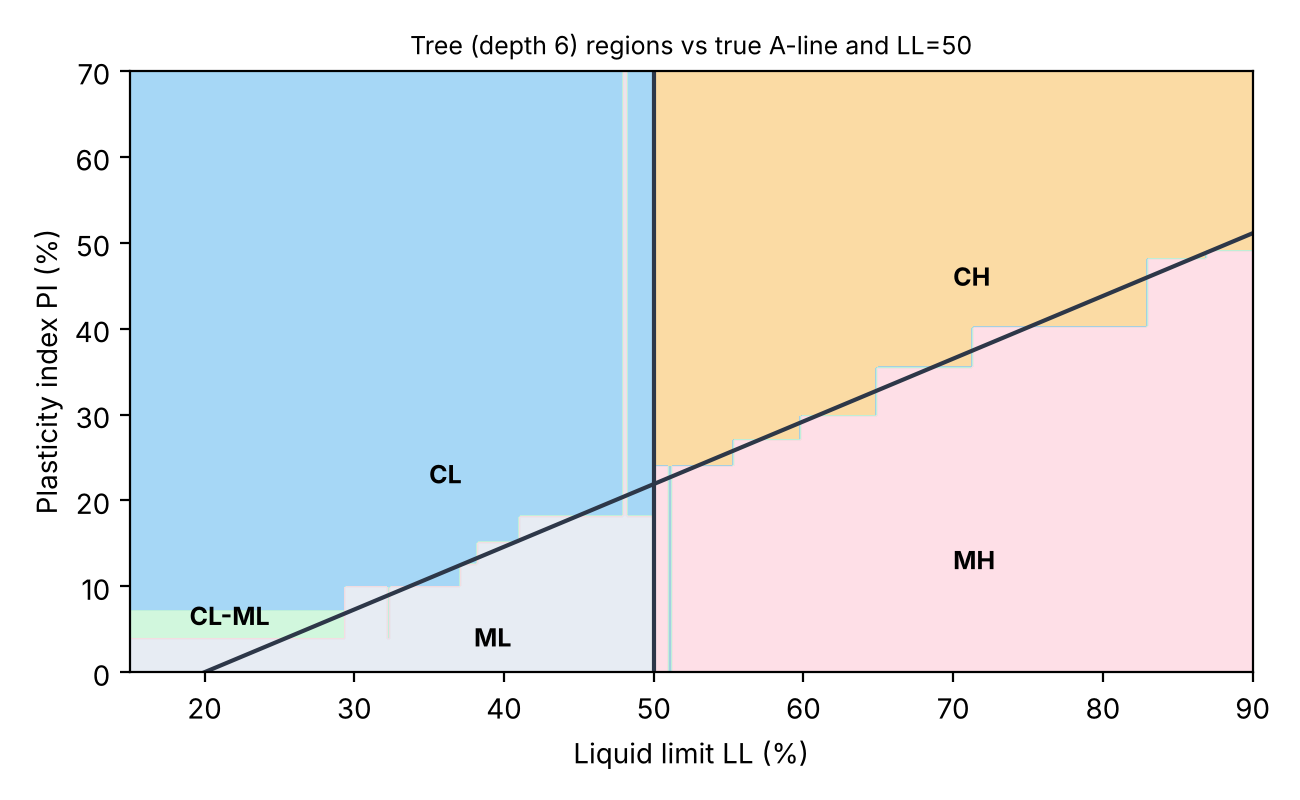 Tree (depth 6) regions vs true A-line and LL=50
Plasticity index PI (%)
70
60
50
40
30
20
10
0
CH
CL
MH
CL-ML
ML
20 30 40 50 60 70 80 90
Liquid limit LL (%)